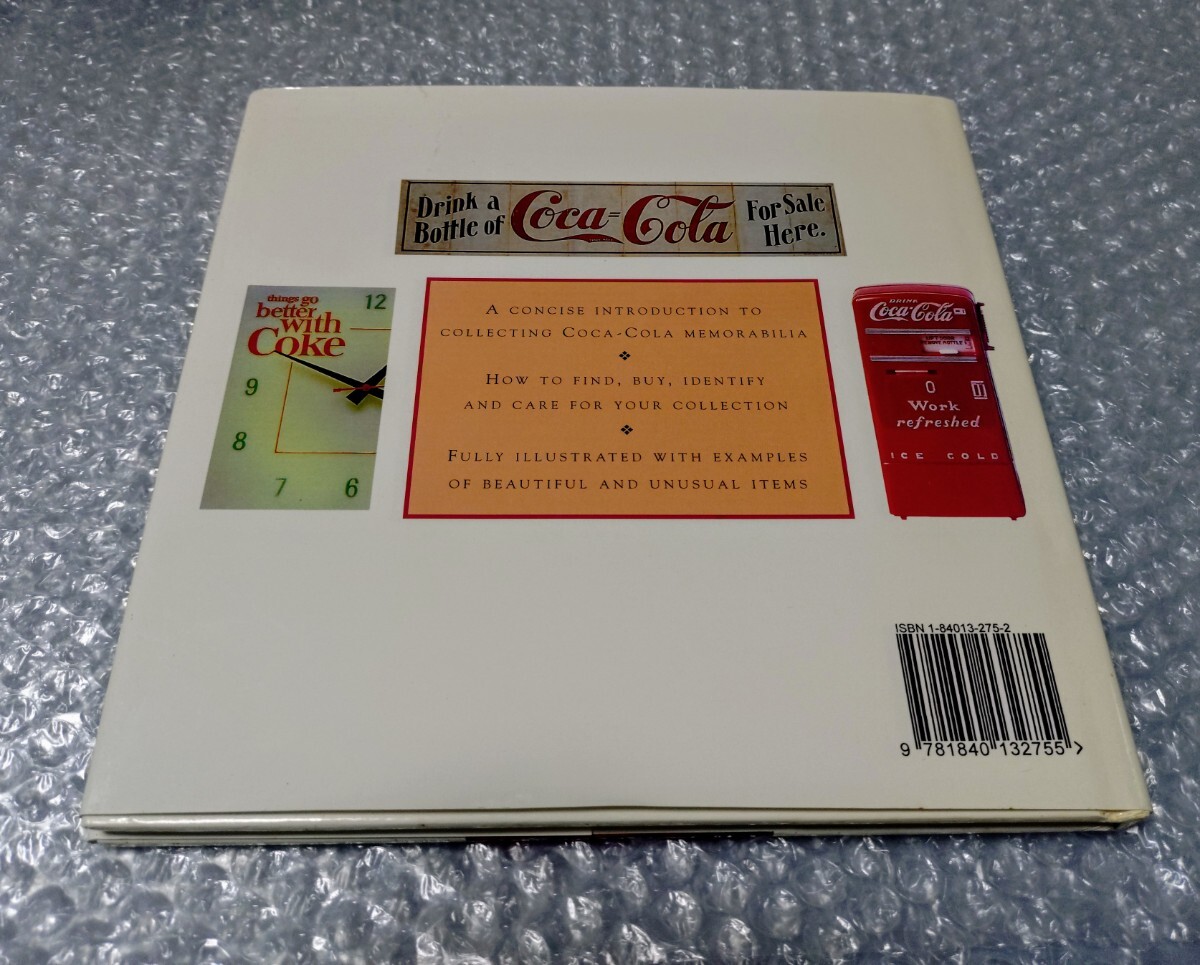 Drink a
Bottle of
Coca-Cola
For Sale
Here.
things go
better
with
Coke
12
9
8
7
6
A CONCISE INTRODUCTION TO
COLLECTING COCA-COLA MEMORABILIA
HOW TO FIND, BUY, IDENTIFY
AND CARE FOR YOUR COLLECTION
FULLY ILLUSTRATED WITH EXAMPLES
OF BEAUTIFUL AND UNUSUAL ITEMS
DRINK
Coca-Cola
Work
refreshed
ICE COLD
ISBN 1-84013-275-2
9 781840 132755 >